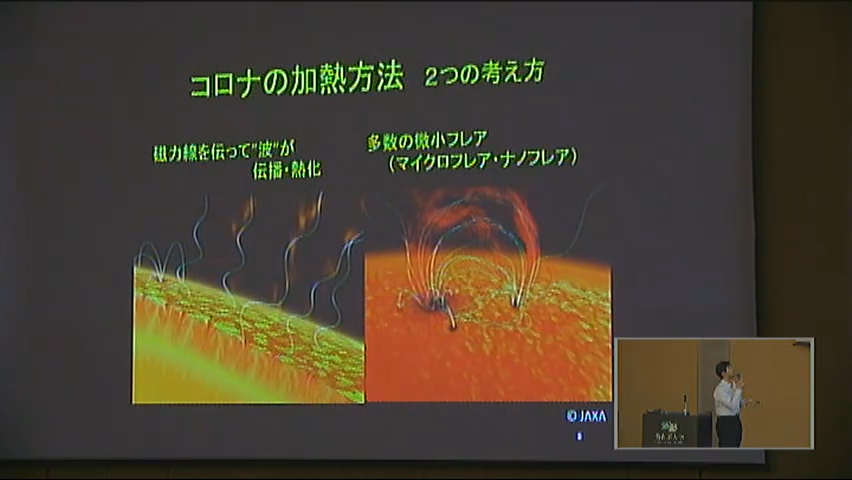 コロナの加熱方法 2つの考え方
磁力線を伝って"波"が
伝播・熱化
多数の微小フレア
(マイクロフレア・ナノフレア)
© JAXA
8